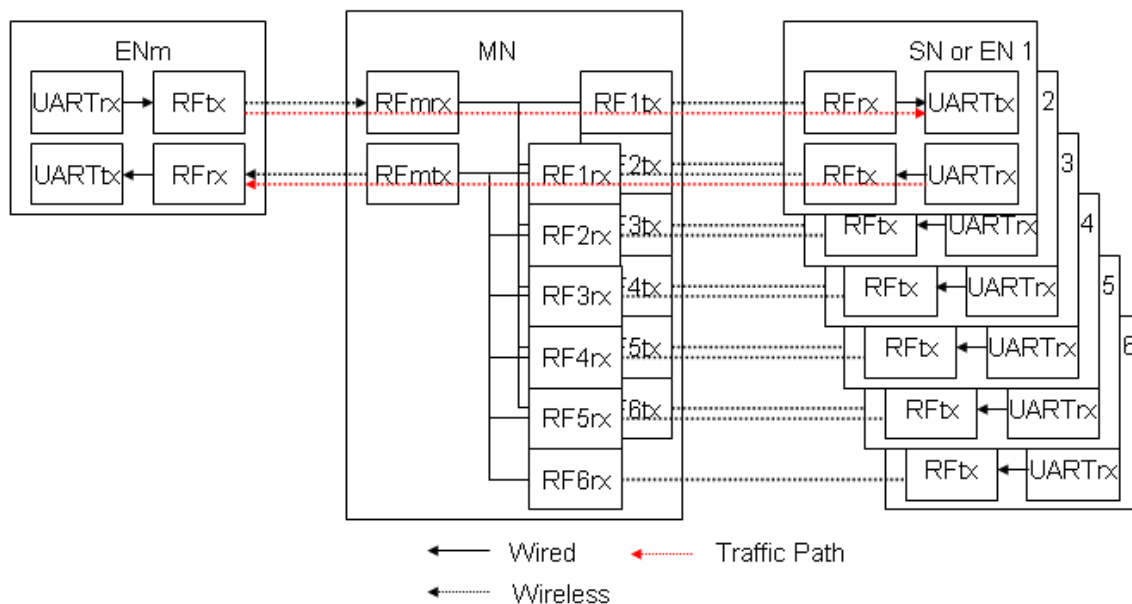 ENm
MN
SN or EN 1
UARTrx
RFtx
RFmrx
RF1tx
RFrx
UARTtx
2
UARTtx
RFrx
RFmtx
RF1rx
F2tx
RFtx
UARTrx
3
RF2rx
F3tx
RFtx
UARTrx
4
RF3rx
F4tx
RFtx
UARTrx
5
RF4rx
F5tx
RFtx
UARTrx
6
RF5rx
F6tx
RFtx
UARTrx
RF6rx
RFtx
UARTrx
Wired
Traffic Path
Wireless